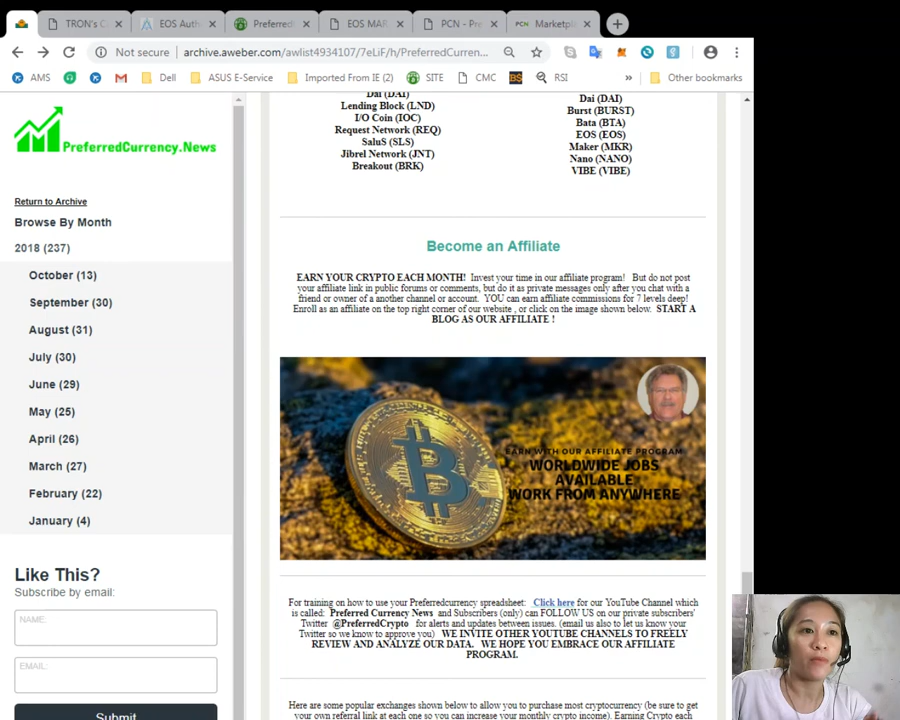 TRON's C
EOS Auth
Preferred
EOS MAR
PCN - Pre
PCN Marketpl
Not secure | archive.aweber.com/awlist4934107/7eLiF/h/PreferredCurren...
AMS
Dell
ASUS E-Service
Imported From IE (2)
SITE
CMC
BS
RSI
»
Other bookmarks
PreferredCurrency.News
Return to Archive
Browse By Month
2018 (237)
October (13)
September (30)
August (31)
July (30)
June (29)
May (25)
April (26)
March (27)
February (22)
January (4)
Like This?
Subscribe by email:
NAME:
EMAIL:
Submit
Dai (DAI)
Lending Block (LND)
I/O Coin (IOC)
Request Network (REQ)
SaluS (SLS)
Jibrel Network (JNT)
Breakout (BRK)
Dai (DAI)
Burst (BURST)
Bata (BTA)
EOS (EOS)
Maker (MKR)
Nano (NANO)
VIBE (VIBE)
Become an Affiliate
EARN YOUR CRYPTO EACH MONTH! Invest your time in our affiliate program! But do not post
your affiliate link in public forums or comments, but do it as private messages only after you chat with a
friend or owner of a another channel or account. YOU can earn affiliate commissions for 7 levels deep!
Enroll as an affiliate on the top right corner of our website , or click on the image shown below. START A
BLOG AS OUR AFFILIATE !
EARN WITH OUR AFFILIATE PROGRAM
WORLDWIDE JOBS
AVAILABLE
WORK FROM ANYWHERE
For training on how to use your Preferredcurrency spreadsheet: Click here for our YouTube Channel which
is called: Preferred Currency News and Subscribers (only) can FOLLOW US on our private subscribers'
Twitter @PreferredCrypto for alerts and updates between issues. (email us also to let us know your
Twitter so we know to approve you) WE INVITE OTHER YOUTUBE CHANNELS TO FREELY
REVIEW AND ANALYZE OUR DATA. WE HOPE YOU EMBRACE OUR AFFILIATE
PROGRAM.
Here are some popular exchanges shown below to allow you to purchase most cryptocurrency (be sure to get
your own referral link at each one so you can increase your monthly crypto income). Earning Crypto each